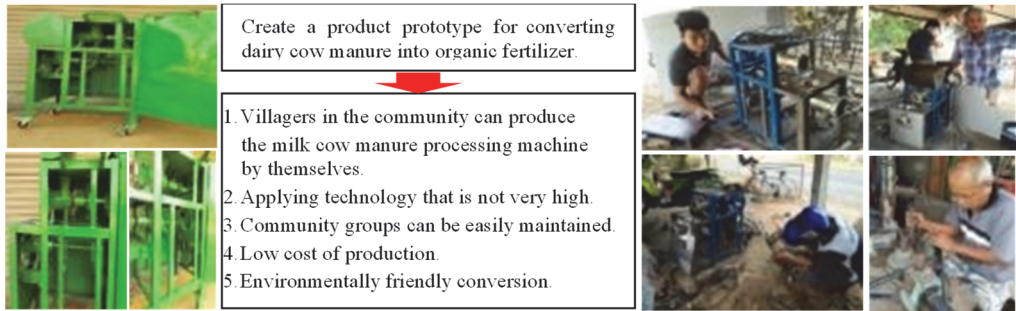 Create a product prototype for converting
dairy cow manure into organic fertilizer.
1. Villagers in the community can produce
the milk cow manure processing machine
by themselves.
2. Applying technology that is not very high.
3. Community groups can be easily maintained.
4. Low cost of production.
5. Environmentally friendly conversion.